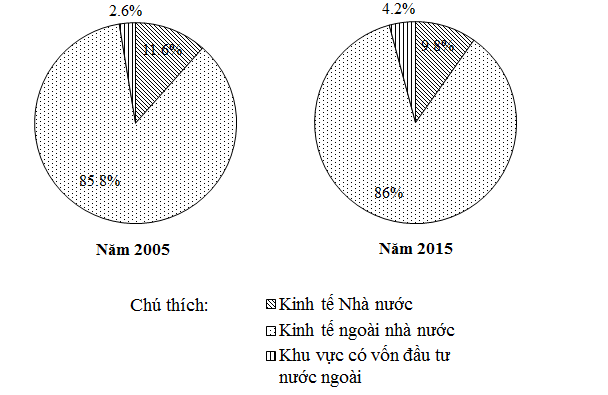 2.6%
4.2%
11.6%
9.8%
85.8%
86%
Năm 2005
Năm 2015
Chú thích:
Kinh tế Nhà nước
Kinh tế ngoài nhà nước
Khu vực có vốn đầu tư
nước ngoài